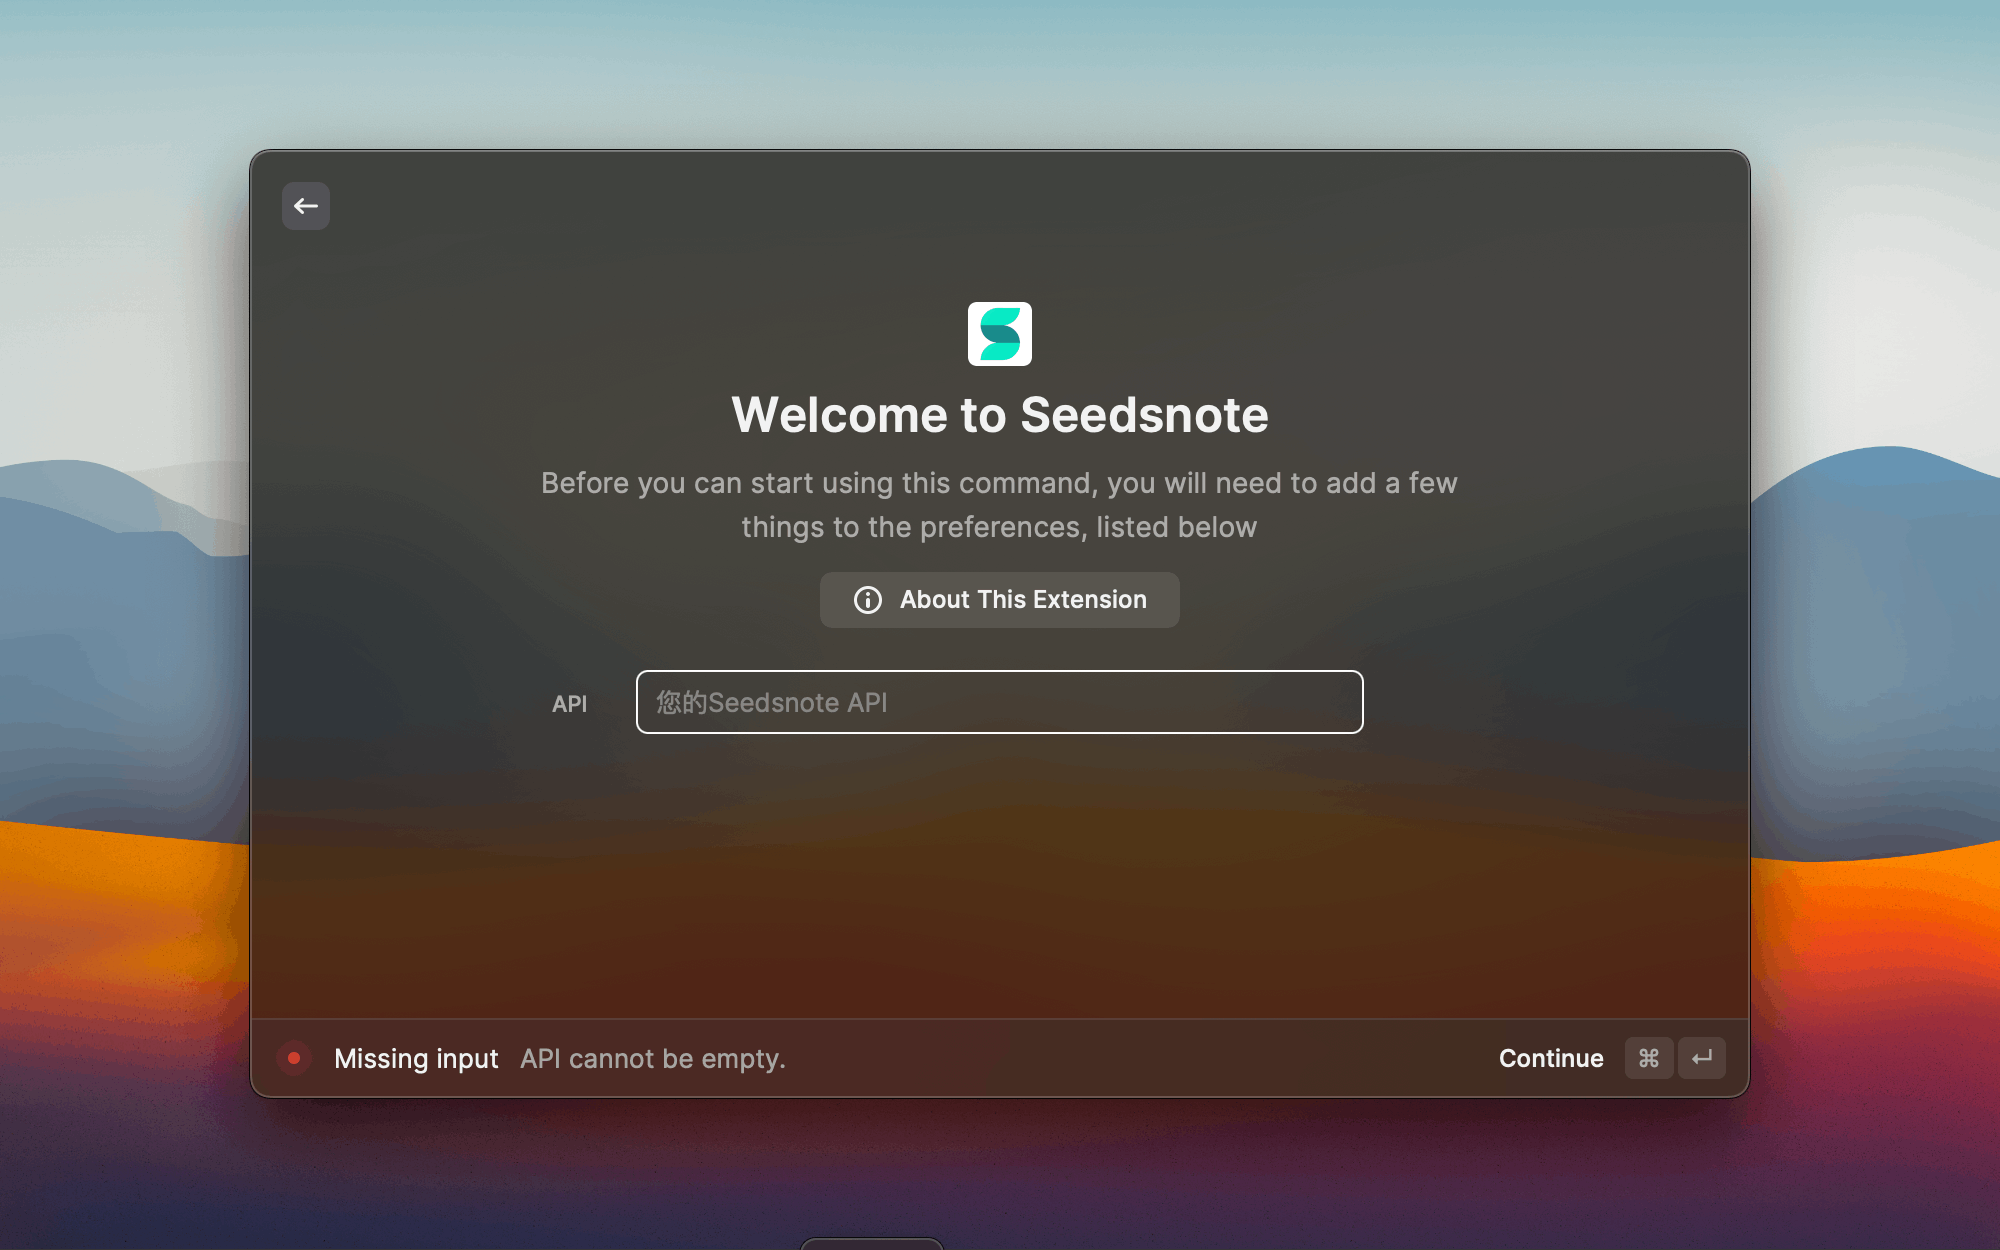 Welcome to Seedsnote
Before you can start using this command, you will need to add a few
things to the preferences, listed below
About This Extension
API
您的Seedsnote API
Missing input API cannot be empty.
Continue ⌘ ↵